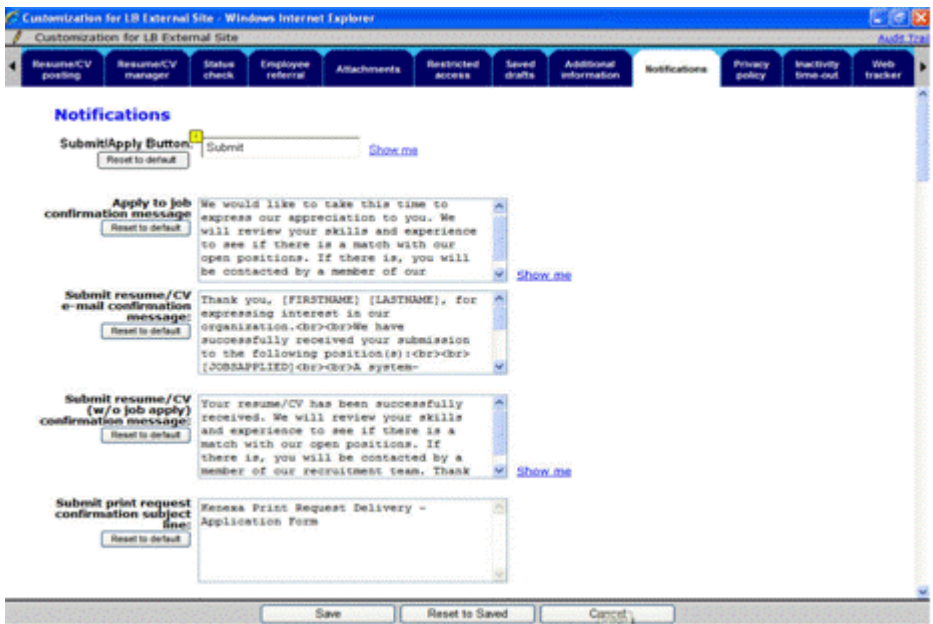 Customization for LB External Site - Windows Internet Explorer
Customization for LB External Site
Audit Trail
Resume/CV posting
Resume/CV manager
Status check
Employee referral
Attachments
Restricted access
Saved drafts
Additional information
Notifications
Privacy policy
Inactivity time-out
Web tracker
Notifications
Submit/Apply Button:
Reset to default
Submit
Show me
Apply to job
confirmation message
Reset to default
We would like to take this time to
express our appreciation to you. We
will review your skills and experience
to see if there is a match with our
open positions. If there is, you will
be contacted by a member of our
Show me
Submit resume/CV
e-mail confirmation
message:
Reset to default
Thank you, [FIRSTNAME] [LASTNAME], for
expressing interest in our
organization.<br><br>We have
successfully received your submission
to the following position(s):<br><br>
[JOBSAPPLIED]<br><br>A system-
Submit resume/CV
(w/o job apply)
confirmation message:
Reset to default
Your resume/CV has been successfully
received. We will review your skills
and experience to see if there is a
match with our open positions. If
there is, you will be contacted by a
member of our recruitment team. Thank
Show me
Submit print request
confirmation subject
line:
Reset to default
Kenexa Print Request Delivery -
Application Form
Save
Reset to Saved
Cancel